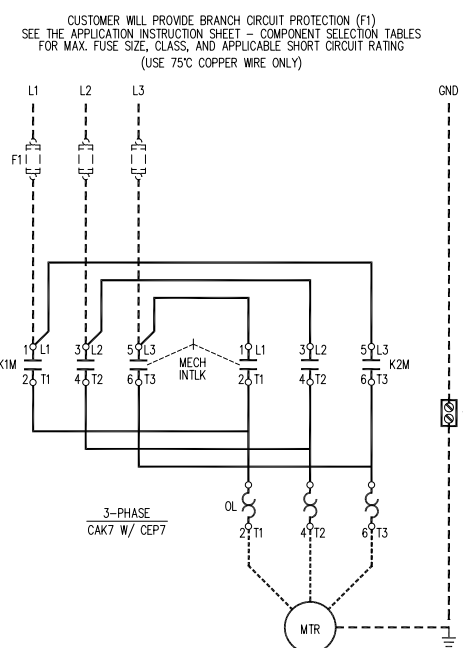 CUSTOMER WILL PROVIDE BRANCH CIRCUIT PROTECTION (F1)
SEE THE APPLICATION INSTRUCTION SHEET - COMPONENT SELECTION TABLES
FOR MAX. FUSE SIZE, CLASS, AND APPLICABLE SHORT CIRCUIT RATING
(USE 75°C COPPER WIRE ONLY)
L1 L2 L3 GND
F1
1 L1 3 L2 5 L3 1 L1 3 L2 5 L3
K1M MECH K2M
INTLK
2 T1 4 T2 6 T3 2 T1 4 T2 6 T3
OL
3-PHASE
CAK7 W/ CEP7
2 T1 4 T2 6 T3
MTR